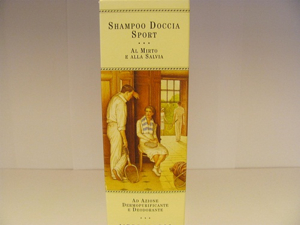 SHAMPOO DOCCIA
SPORT
AL MIRTO
E ALLA SALVIA
AD AZIONE
DERMOPURIFICANTE
E DEODORANTE